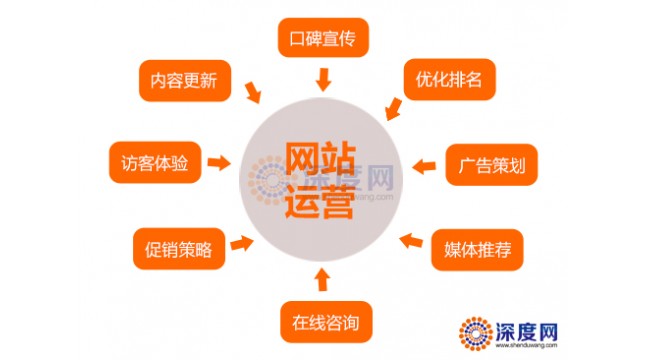 口碑宣传
内容更新
优化排名
网站
运营
深度网
www.shenduwang.com
访客体验
广告策划
促销策略
媒体推荐
在线咨询
深度网
www.shenduwang.com